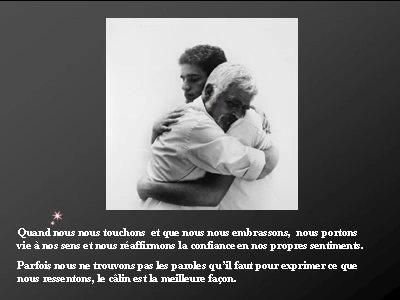 Quand nous nous touchons et que nous nous embrassons, nous portons
vie à nos sens et nous réaffirmons la confiance en nos propres sentiments.
Parfois nous ne trouvons pas les paroles qu'il faut pour exprimer ce que
nous ressentons, le câlin est la meilleure façon.